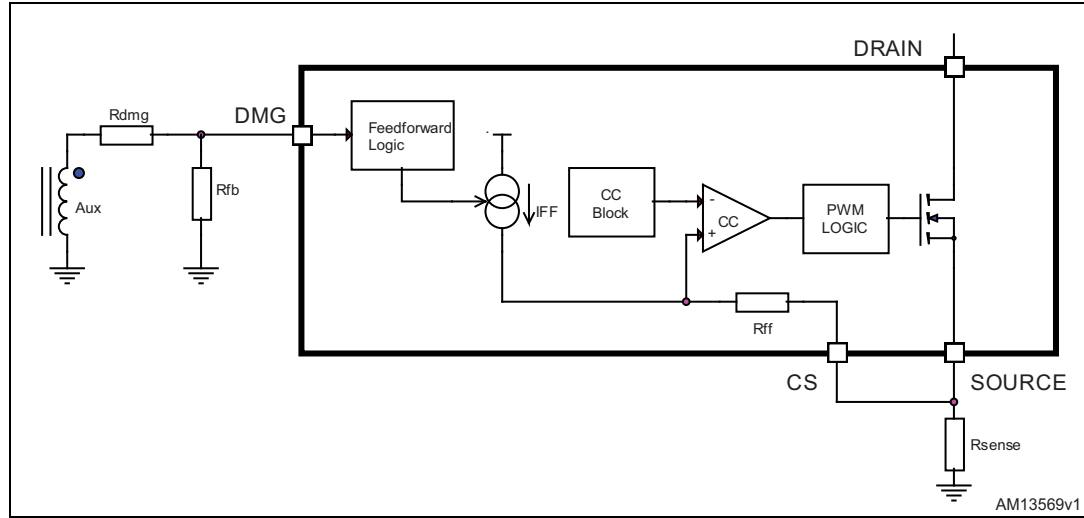 DRAIN
DMG
Rdmg
Feedforward
Logic
Rfb
Aux
IFF
CC
Block
-
CC
+
PWM
LOGIC
Rff
CS
SOURCE
Rsense
AM13569v1